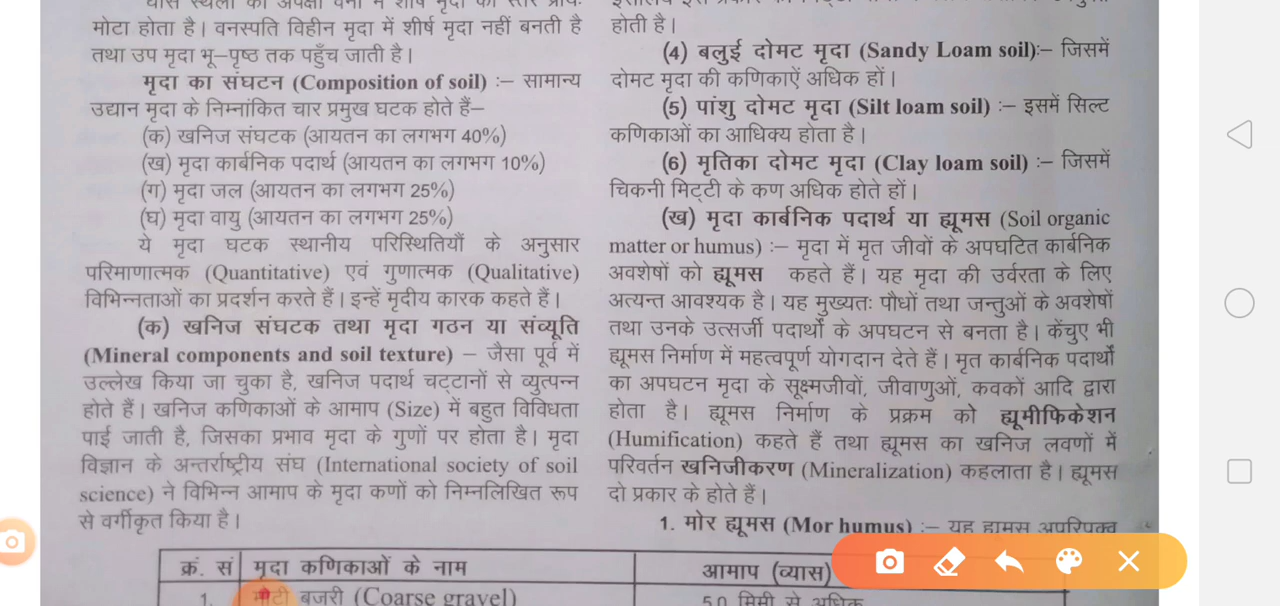 मोटा होता है। वनस्पति विहीन मृदा में शीर्ष मृदा नहीं बनती है
तथा उप मृदा भू–पृष्ठ तक पहुँच जाती है।
मृदा का संघटन (Composition of soil) :– सामान्य
उद्यान मृदा के निम्नांकित चार प्रमुख घटक होते हैं–
(क) खनिज संघटक (आयतन का लगभग 40%)
(ख) मृदा कार्बनिक पदार्थ (आयतन का लगभग 10%)
(ग) मृदा जल (आयतन का लगभग 25%)
(घ) मृदा वायु (आयतन का लगभग 25%)
ये मृदा घटक स्थानीय परिस्थितियौं के अनुसार
परिमाणात्मक (Quantitative) एवं गुणात्मक (Qualitative)
विभिन्नताओं का प्रदर्शन करते हैं। इन्हें मृदीय कारक कहते हैं।
(क) खनिज संघटक तथा मृदा गठन या संव्यूति
(Mineral components and soil texture) – जैसा पूर्व में
उल्लेख किया जा चुका है, खनिज पदार्थ चट्टानों से व्युत्पन्न
होते हैं। खनिज कणिकाओं के आमाप (Size) में बहुत विविधता
पाई जाती है, जिसका प्रभाव मृदा के गुणों पर होता है। मृदा
विज्ञान के अन्तर्राष्ट्रीय संघ (International society of soil
science) ने विभिन्न आमाप के मृदा कणों को निम्नलिखित रूप
से वर्गीकृत किया है।
होती है।
(4) बलुई दोमट मृदा (Sandy Loam soil):– जिसमें
दोमट मृदा की कणिकाऐं अधिक हों।
(5) पांशु दोमट मृदा (Silt loam soil) :– इसमें सिल्ट
कणिकाओं का आधिक्य होता है।
(6) मृतिका दोमट मृदा (Clay loam soil) :– जिसमें
चिकनी मिट्टी के कण अधिक होते हों।
(ख) मृदा कार्बनिक पदार्थ या ह्यूमस (Soil organic
matter or humus) :– मृदा में मृत जीवों के अपघटित कार्बनिक
अवशेषों को ह्यूमस कहते हैं। यह मृदा की उर्वरता के लिए
अत्यन्त आवश्यक है। यह मुख्यतः पौधों तथा जन्तुओं के अवशेषों
तथा उनके उत्सर्जी पदार्थों के अपघटन से बनता है। केंचुए भी
ह्यूमस निर्माण में महत्वपूर्ण योगदान देते हैं। मृत कार्बनिक पदार्थों
का अपघटन मृदा के सूक्ष्मजीवों, जीवाणुओं, कवकों आदि द्वारा
होता है। ह्यूमस निर्माण के प्रक्रम को ह्यूमीफिकेशन
(Humification) कहते हैं तथा ह्यूमस का खनिज लवणों में
परिवर्तन खनिजीकरण (Mineralization) कहलाता है। ह्यूमस
दो प्रकार के होते हैं।
1. मोर ह्यूमस (Mor humus) :– यह ह्यूमस अपरिपक्व
क्रं. सं मृदा कणिकाओं के नाम आमाप (व्यास)
1. मोटी बजरी (Coarse gravel) 5.0 मिमी से अधिक